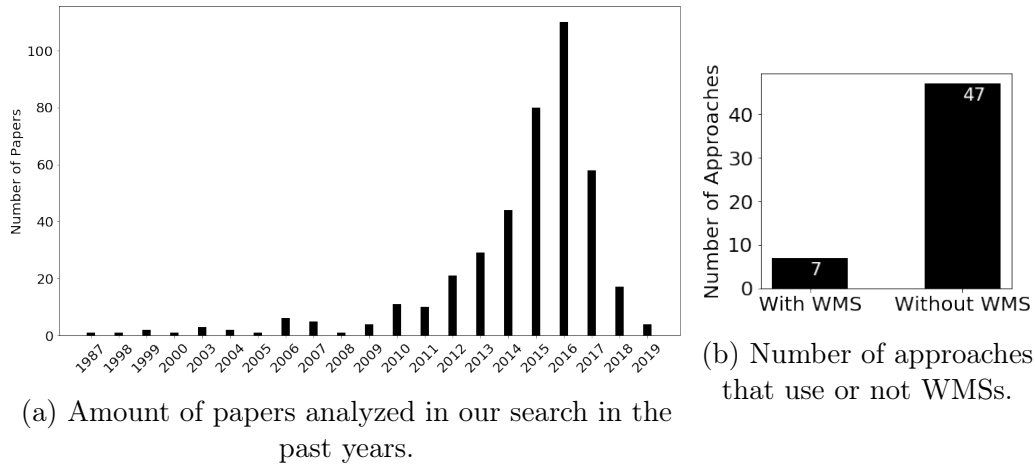 Number of Papers
100
80
60
40
20
0
1987 1998 1999 2000 2003 2004 2005 2006 2007 2008 2009 2010 2011 2012 2013 2014 2015 2016 2017 2018 2019
(a) Amount of papers analyzed in our search in the
past years.
Number of Approaches
40
30
20
10
0
7
47
With WMS Without WMS
(b) Number of approaches
that use or not WMSs.